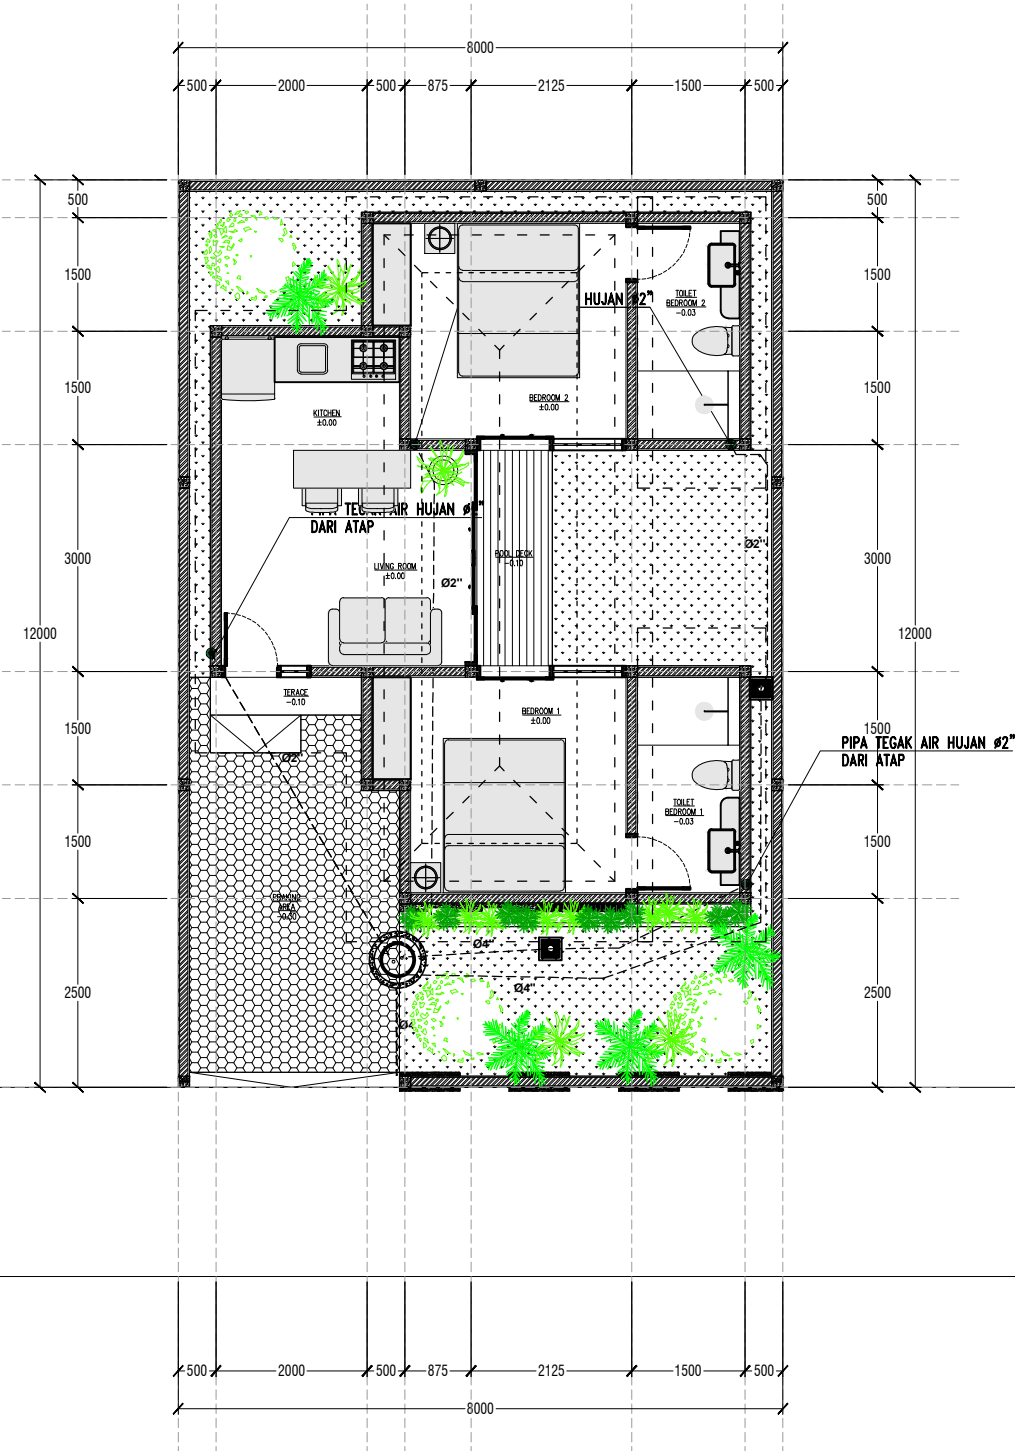 8000
500
2000
500
875
2125
1500
500
500
500
1500
1500
TOILET
BEDROOM 2
-0.03
HUJAN Ø2"
1500
1500
BEDROOM 2
±0.00
KITCHEN
±0.00
PIPA TEGAK AIR HUJAN Ø2"
DARI ATAP
Ø2"
3000
POOL DECK
-0.10
3000
LIVING ROOM
±0.00
Ø2"
12000
12000
TERACE
-0.10
BEDROOM 1
±0.00
1500
1500
PIPA TEGAK AIR HUJAN Ø2"
DARI ATAP
Ø2"
TOILET
BEDROOM 1
-0.03
1500
1500
PARKING
AREA
Ø4"
Ø4"
2500
2500
500
2000
500
875
2125
1500
500
8000